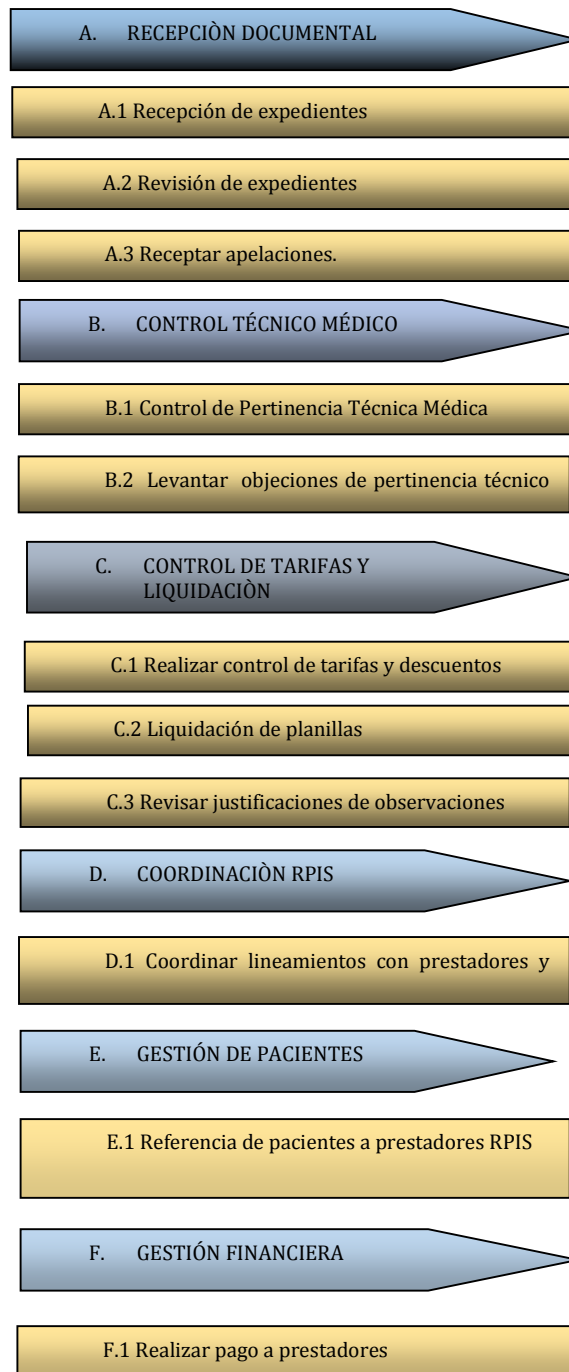 A. RECEPCIÒN DOCUMENTAL
A.1 Recepción de expedientes
A.2 Revisión de expedientes
A.3 Receptar apelaciones.
B. CONTROL TÉCNICO MÉDICO
B.1 Control de Pertinencia Técnica Médica
B.2 Levantar objeciones de pertinencia técnico
C. CONTROL DE TARIFAS Y
LIQUIDACIÒN
C.1 Realizar control de tarifas y descuentos
C.2 Liquidación de planillas
C.3 Revisar justificaciones de observaciones
D. COORDINACIÒN RPIS
D.1 Coordinar lineamientos con prestadores y
E. GESTIÓN DE PACIENTES
E.1 Referencia de pacientes a prestadores RPIS
F. GESTIÓN FINANCIERA
F.1 Realizar pago a prestadores